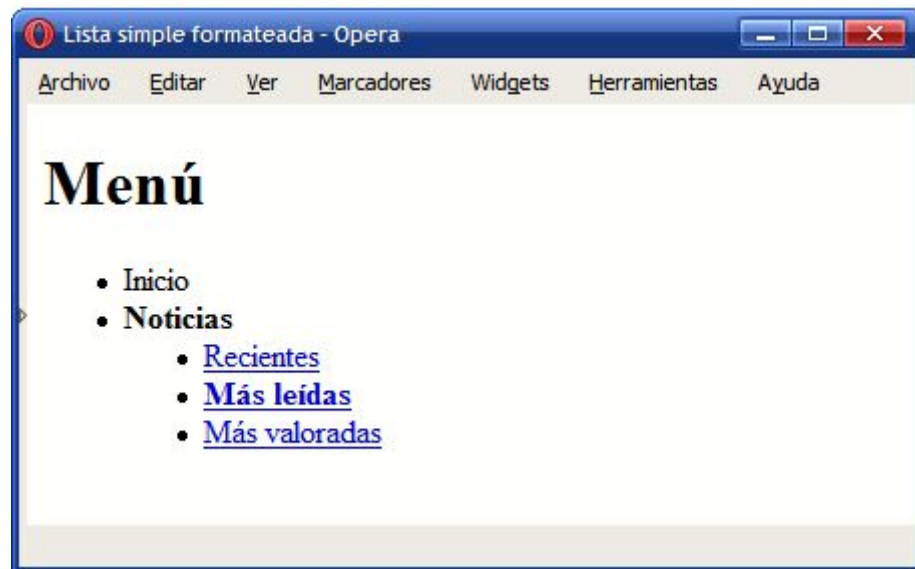 Lista simple formateada - Opera
Archivo Editar Ver Marcadores Widgets Herramientas Ayuda
Menú
Inicio
Noticias
Recientes
Más leídas
Más valoradas